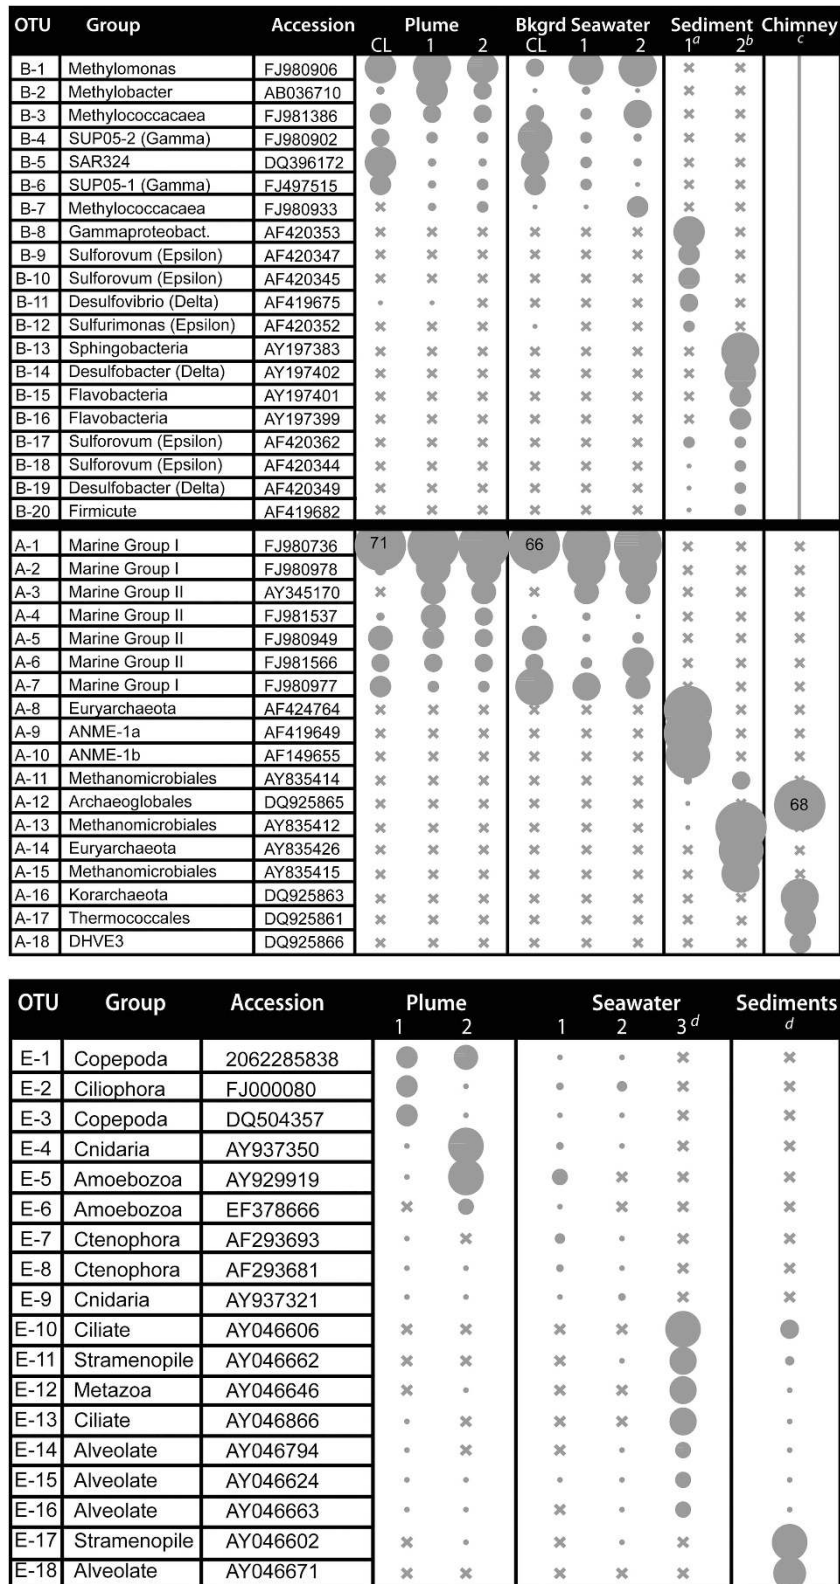 OTU Group Accession Plume Bkgrd Seawater Sediment Chimney
CL 1 2 CL 1 2 1a 2b c
B-1 Methylomonas FJ980906
B-2 Methylobacter AB036710
B-3 Methylococcacaea FJ981386
B-4 SUP05-2 (Gamma) FJ980902
B-5 SAR324 DQ396172
B-6 SUP05-1 (Gamma) FJ497515
B-7 Methylococcacaea FJ980933
B-8 Gammaproteobact. AF420353
B-9 Sulforovum (Epsilon) AF420347
B-10 Sulforovum (Epsilon) AF420345
B-11 Desulfovibrio (Delta) AF419675
B-12 Sulfurimonas (Epsilon) AF420352
B-13 Sphingobacteria AY197383
B-14 Desulfobacter (Delta) AY197402
B-15 Flavobacteria AY197401
B-16 Flavobacteria AY197399
B-17 Sulforovum (Epsilon) AF420362
B-18 Sulforovum (Epsilon) AF420344
B-19 Desulfobacter (Delta) AF420349
B-20 Firmicute AF419682
A-1 Marine Group I FJ980736 71 66
A-2 Marine Group I FJ980978
A-3 Marine Group II AY345170
A-4 Marine Group II FJ981537
A-5 Marine Group II FJ980949
A-6 Marine Group II FJ981566
A-7 Marine Group I FJ980977
A-8 Euryarchaeota AF424764
A-9 ANME-1a AF419649
A-10 ANME-1b AF149655
A-11 Methanomicrobiales AY835414
A-12 Archaeoglobales DQ925865 68
A-13 Methanomicrobiales AY835412
A-14 Euryarchaeota AY835426
A-15 Methanomicrobiales AY835415
A-16 Korarchaeota DQ925863
A-17 Thermococcales DQ925861
A-18 DHVE3 DQ925866
OTU Group Accession Plume Seawater Sediments
1 2 1 2 3d d
E-1 Copepoda 2062285838
E-2 Ciliophora FJ000080
E-3 Copepoda DQ504357
E-4 Cnidaria AY937350
E-5 Amoebozoa AY929919
E-6 Amoebozoa EF378666
E-7 Ctenophora AF293693
E-8 Ctenophora AF293681
E-9 Cnidaria AY937321
E-10 Ciliate AY046606
E-11 Stramenopile AY046662
E-12 Metazoa AY046646
E-13 Ciliate AY046866
E-14 Alveolate AY046794
E-15 Alveolate AY046624
E-16 Alveolate AY046663
E-17 Stramenopile AY046602
E-18 Alveolate AY046671